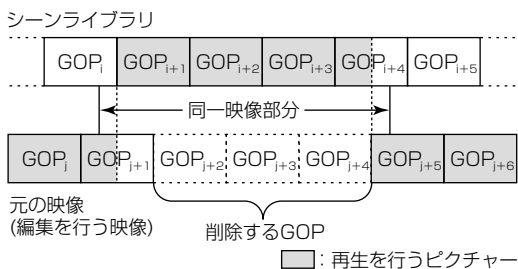 シーンライブラリ
GOPi GOPi+1 GOPi+2 GOPi+3 GOPi+4 GOPi+5
同一映像部分
GOPj GOPj+1 GOPj+2 GOPj+3 GOPj+4 GOPj+5 GOPj+6
元の映像
(編集を行う映像)
削除するGOP
:再生を行うピクチャー